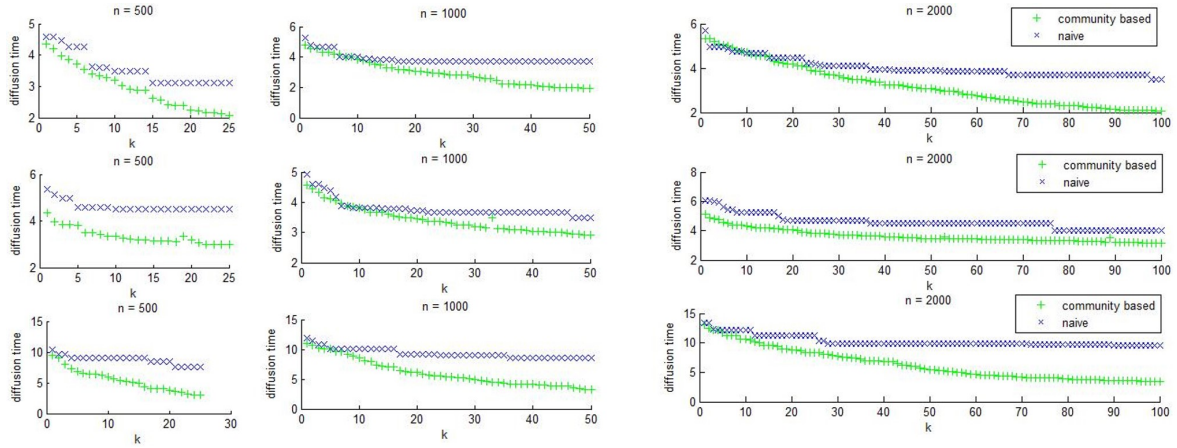 n = 500
diffusion time
5
4
3
2
0 5 10 15 20 25
k
n = 1000
diffusion time
6
4
2
0
0 10 20 30 40 50
k
n = 2000
community based
naive
diffusion time
6
4
2
0 10 20 30 40 50 60 70 80 90 100
k
n = 500
diffusion time
6
4
2
0 5 10 15 20 25
k
n = 1000
diffusion time
5
4
3
2
0 10 20 30 40 50
k
n = 2000
community based
naive
diffusion time
8
6
4
2
0 10 20 30 40 50 60 70 80 90 100
k
n = 500
diffusion time
15
10
5
0
0 10 20 30
k
n = 1000
diffusion time
15
10
5
0
0 10 20 30 40 50
k
n = 2000
community based
naive
diffusion time
15
10
5
0
0 10 20 30 40 50 60 70 80 90 100
k